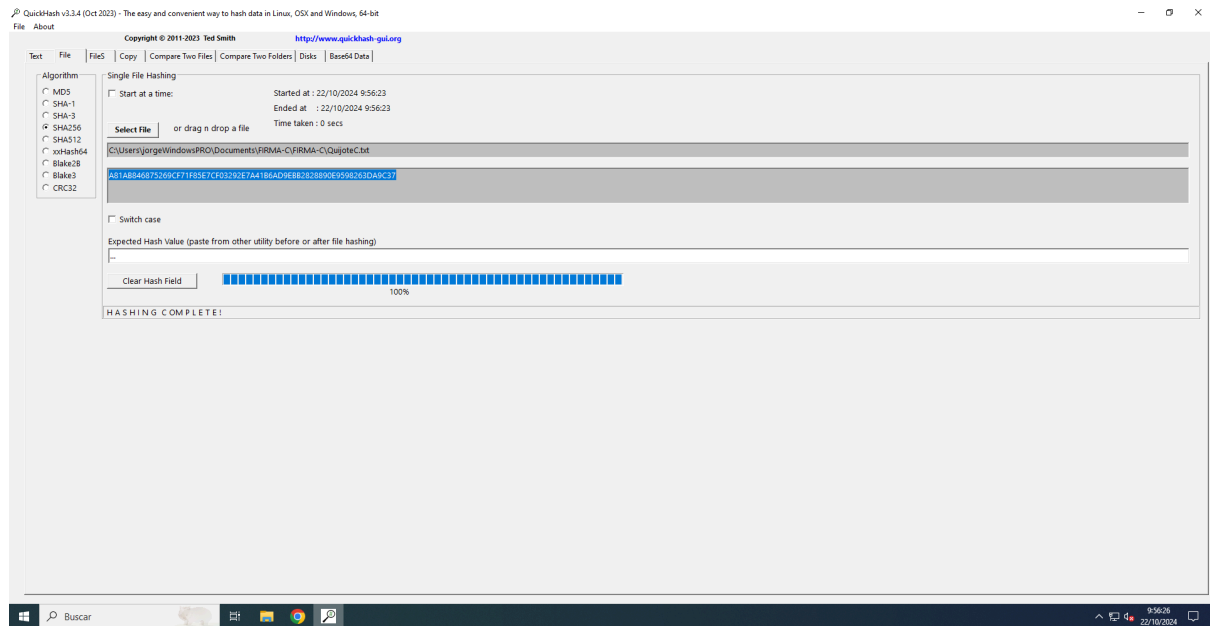 QuickHash v3.3.4 (Oct 2023) - The easy and convenient way to hash data in Linux, OSX and Windows, 64-bit
File About
Copyright © 2011-2023 Ted Smith http://www.quickhash-gui.org
Text File FileS Copy Compare Two Files Compare Two Folders Disks Base64 Data
Algorithm
MD5
SHA-1
SHA-3
SHA256
SHA512
xxHash64
Blake2B
Blake3
CRC32
Single File Hashing
Start at a time: Started at : 22/10/2024 9:56:23
Ended at : 22/10/2024 9:56:23
Select File or drag n drop a file Time taken : 0 secs
C:\Users\jorgeWindowsPRO\Documents\FIRMA-C\FIRMA-C\QuijoteC.txt
A81AB846875269CF71F85E7CF03292E7A41B6AD9EBB2828890E9598263DA9C37
Switch case
Expected Hash Value (paste from other utility before or after file hashing)
...
Clear Hash Field
100%
HASHING COMPLETE!
Buscar
9:56:26
22/10/2024